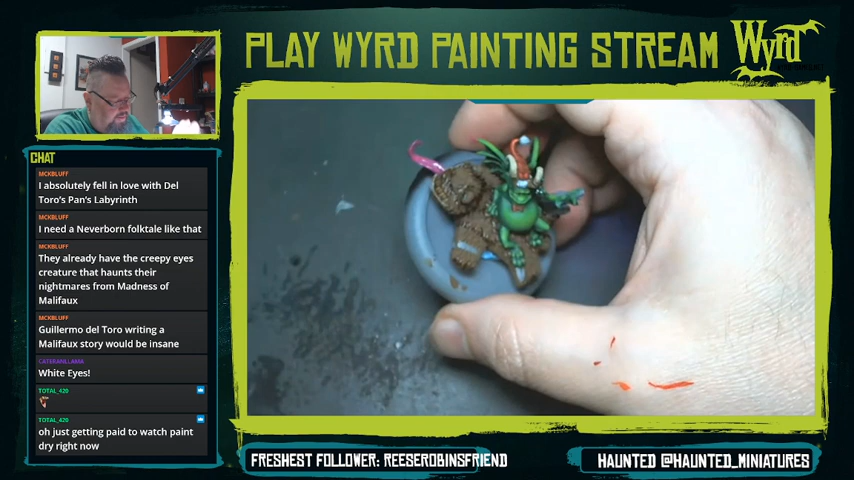 PLAY WYRD PAINTING STREAM
Wyrd
CHAT
MCKBLUFF
I absolutely fell in love with Del
Toro's Pan's Labyrinth
MCKBLUFF
I need a Neverborn folktale like that
MCKBLUFF
They already have the creepy eyes
creature that haunts their
nightmares from Madness of
Malifaux
MCKBLUFF
Guillermo del Toro writing a
Malifaux story would be insane
CATERANLLAMA
White Eyes!
TOTAL_420
TOTAL_420
oh just getting paid to watch paint
dry right now
FRESHEST FOLLOWER: REESEROBINSFRIEND
HAUNTED @HAUNTED_MINIATURES